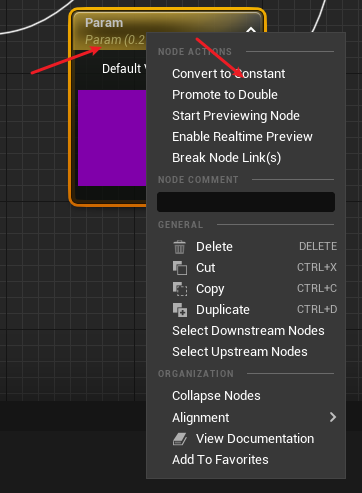 Param
Param (0.2
Default V
NODE ACTIONS
Convert to Constant
Promote to Double
Start Previewing Node
Enable Realtime Preview
Break Node Link(s)
NODE COMMENT
GENERAL
Delete DELETE
Cut CTRL+X
Copy CTRL+C
Duplicate CTRL+D
Select Downstream Nodes
Select Upstream Nodes
ORGANIZATION
Collapse Nodes
Alignment
View Documentation
Add To Favorites